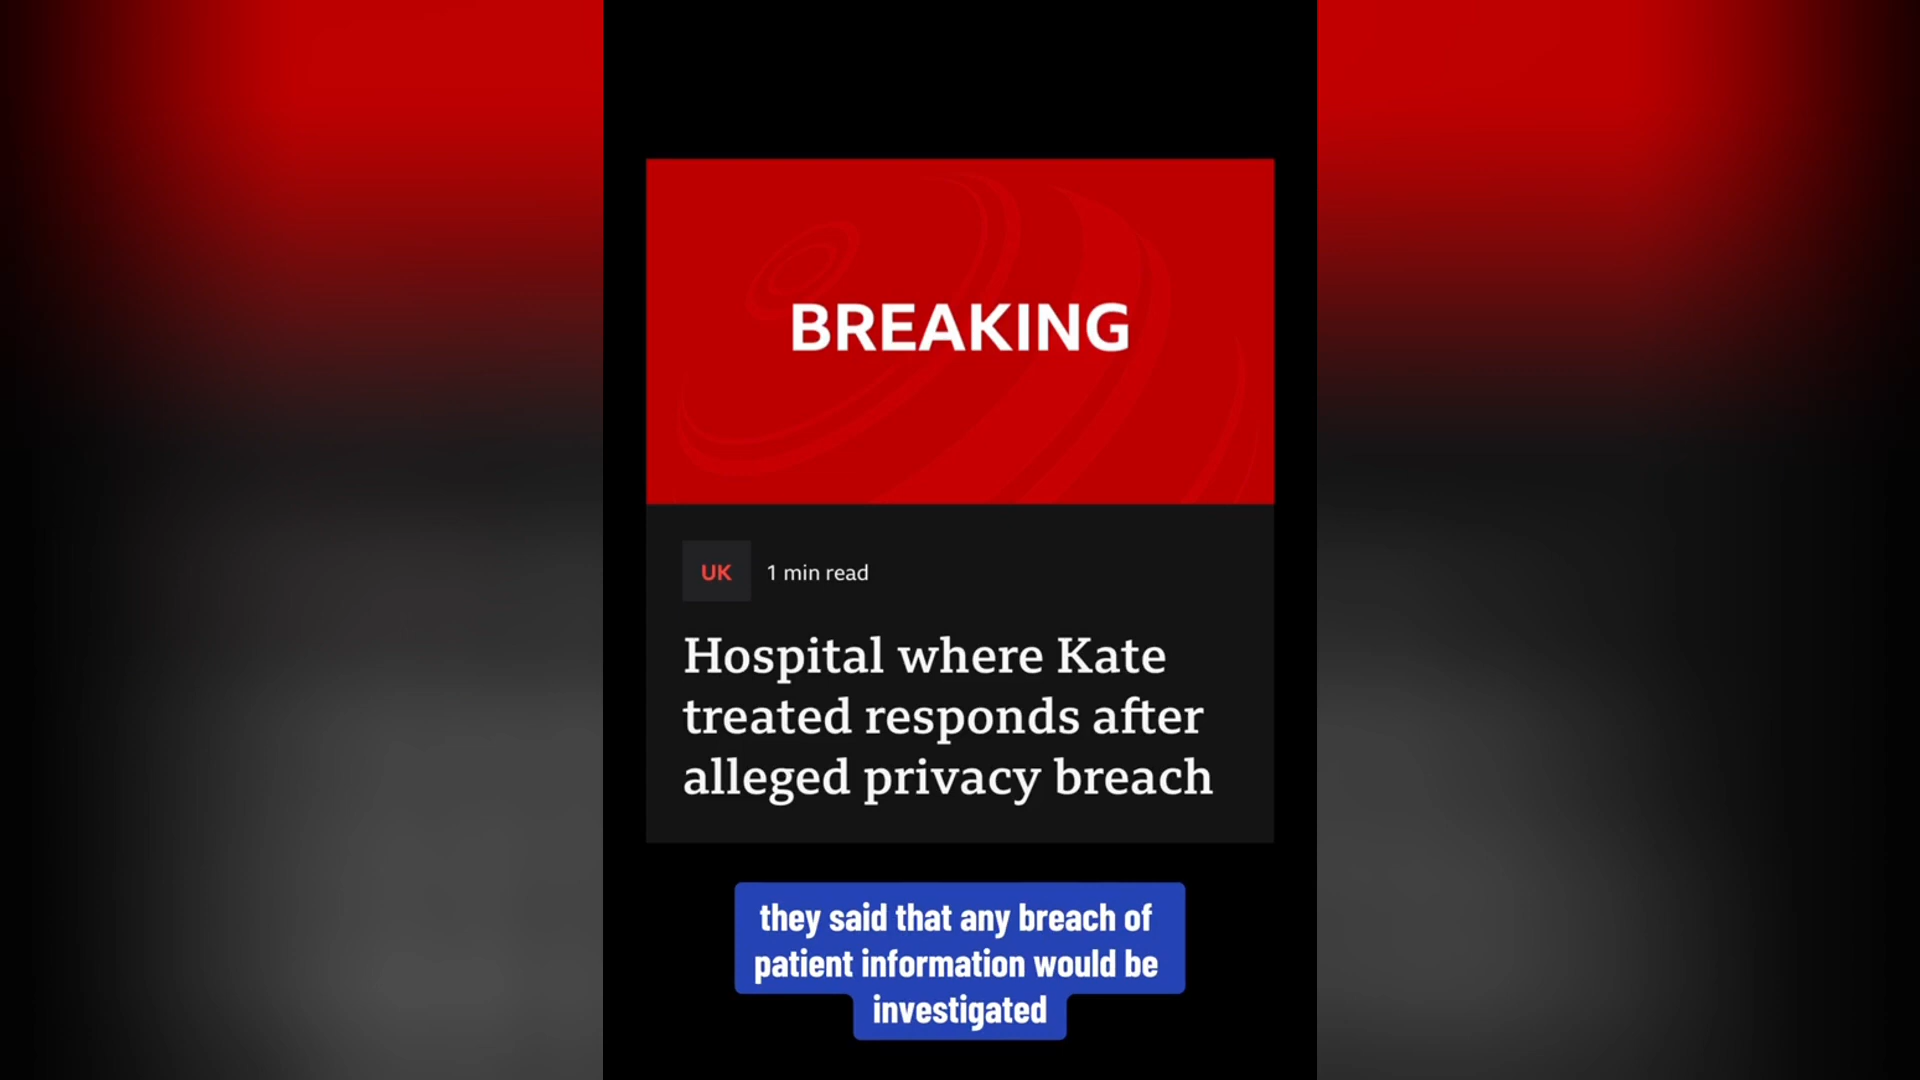 BREAKING
UK 1 min read
Hospital where Kate
treated responds after
alleged privacy breach
they said that any breach of
patient information would be
investigated